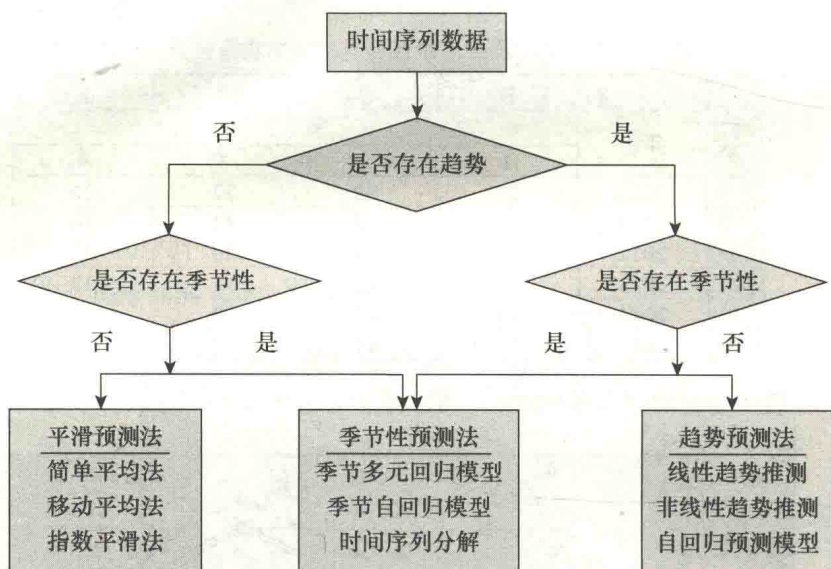 时间序列数据
否
是
是否存在趋势
是否存在季节性
是否存在季节性
否
是
是
否
平滑预测法
简单平均法
移动平均法
指数平滑法
季节性预测法
季节多元回归模型
季节自回归模型
时间序列分解
趋势预测法
线性趋势推测
非线性趋势推测
自回归预测模型